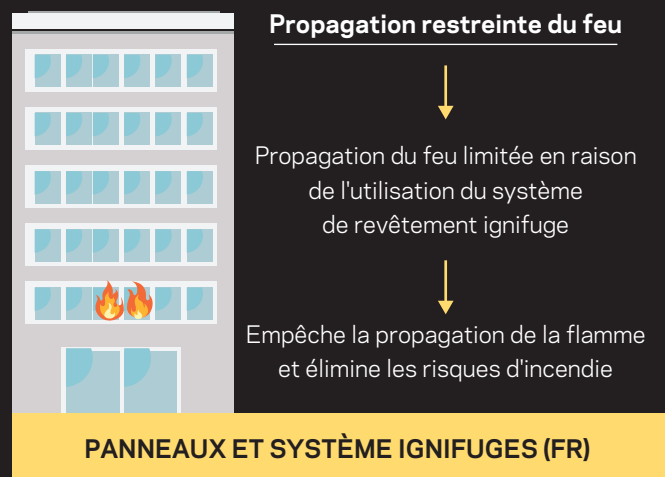 Propagation restreinte du feu
Propagation du feu limitée en raison
de l'utilisation du système
de revêtement ignifuge
Empêche la propagation de la flamme
et élimine les risques d'incendie
PANNEAUX ET SYSTÈME IGNIFUGES (FR)